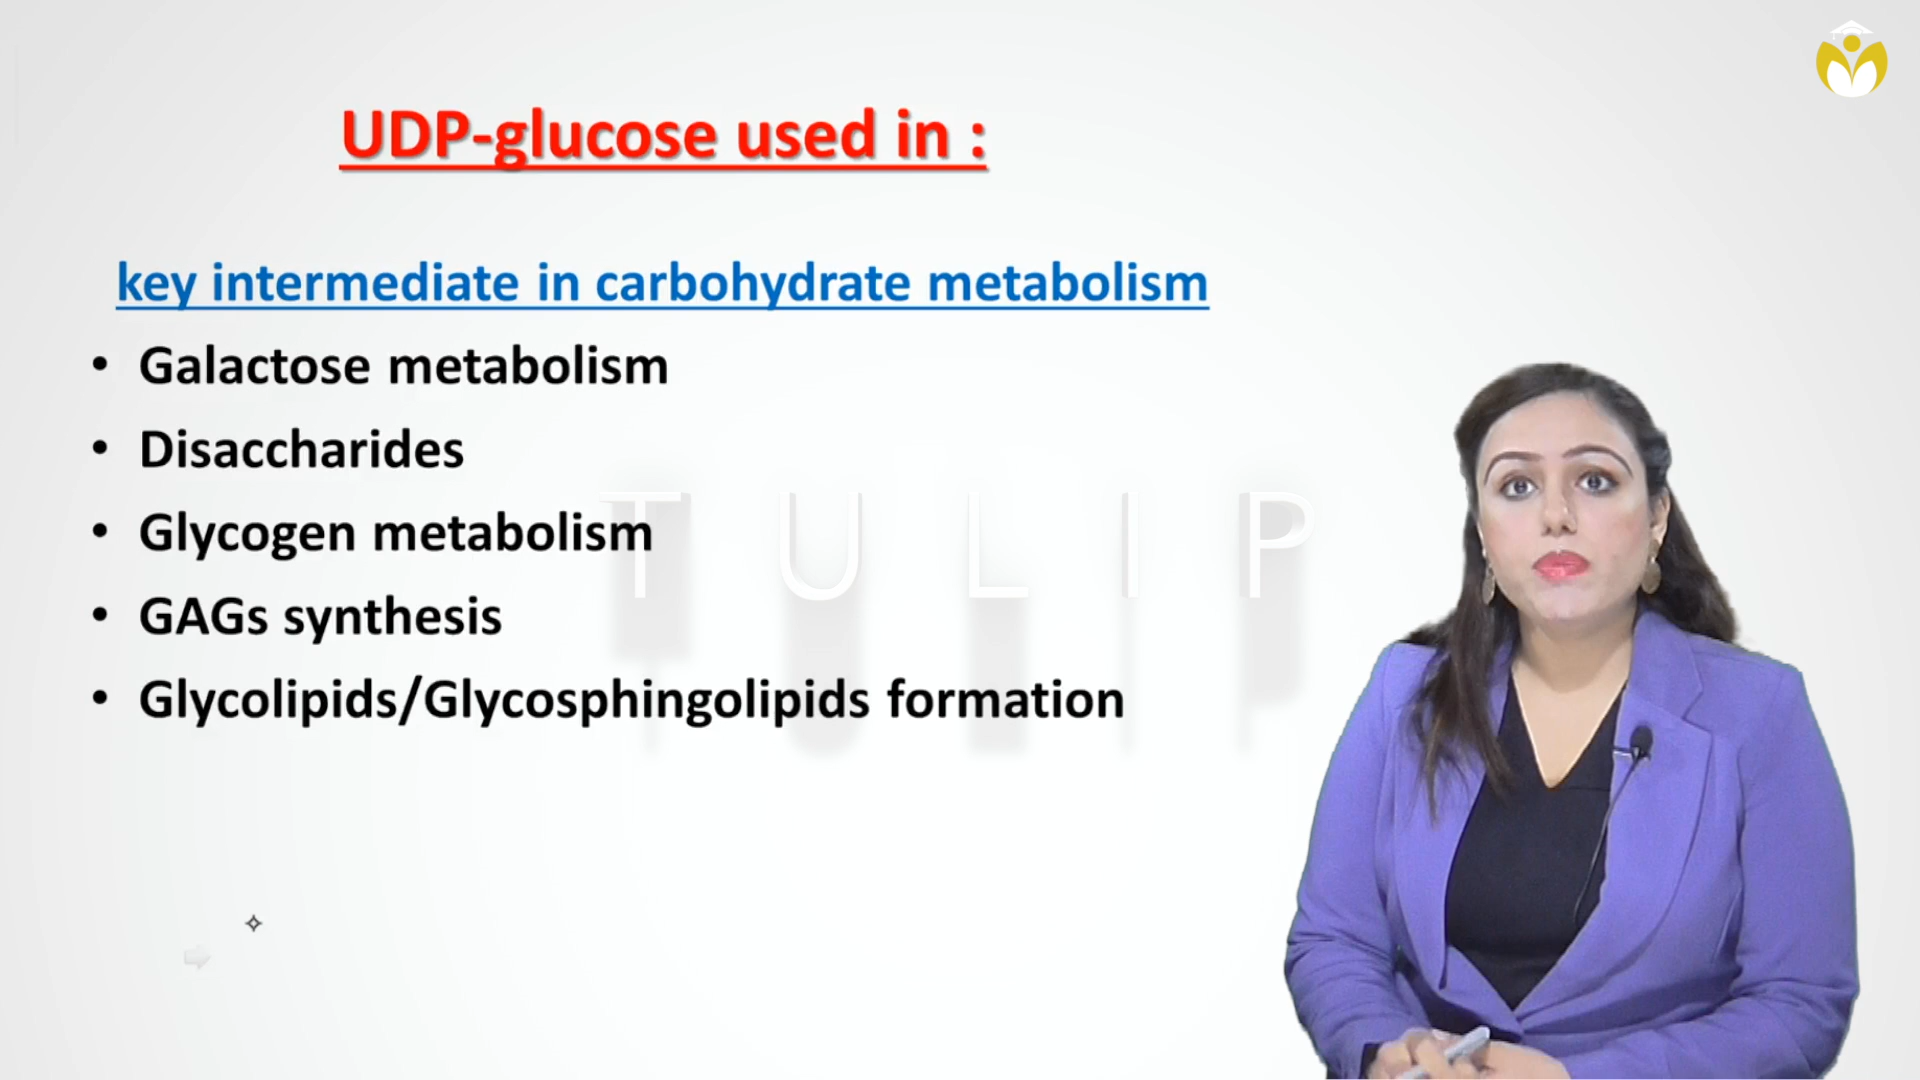 UDP-glucose used in :
key intermediate in carbohydrate metabolism
• Galactose metabolism
• Disaccharides
• Glycogen metabolism
• GAGs synthesis
• Glycolipids/Glycosphingolipids formation
TULIP